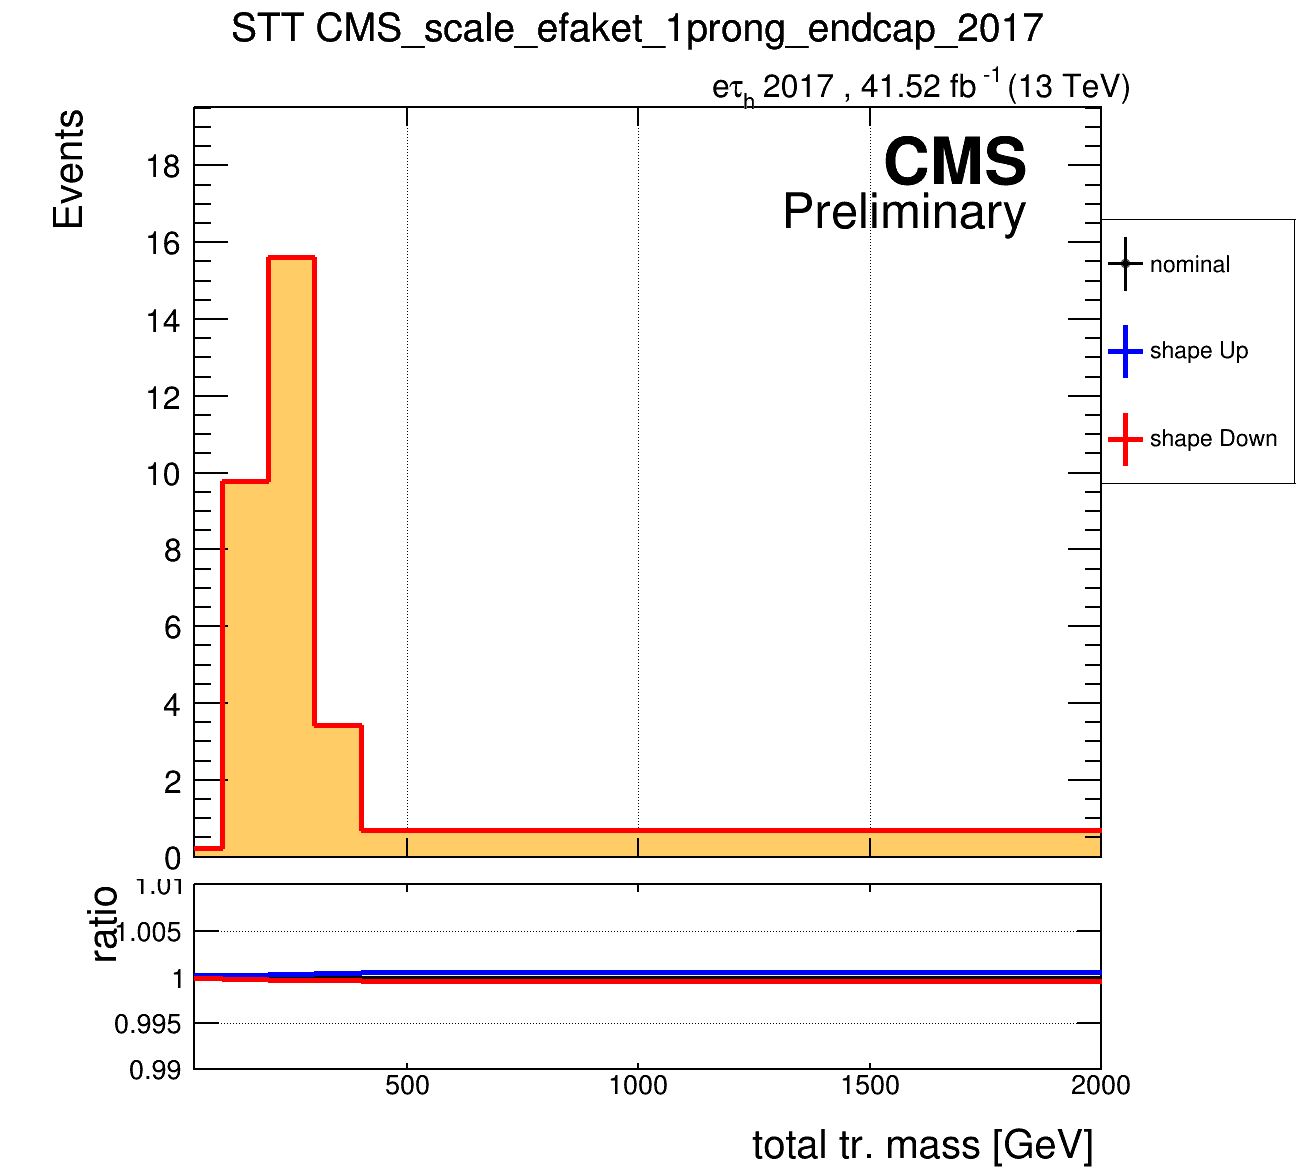 STT CMS_scale_efaket_1prong_endcap_2017
eτh 2017 , 41.52 fb-1 (13 TeV)
Events
CMS
Preliminary
18
16
14
12
10
8
6
4
2
0
nominal
shape Up
shape Down
ratio
1.01
1.005
1
0.995
0.99
500
1000
1500
2000
total tr. mass [GeV]